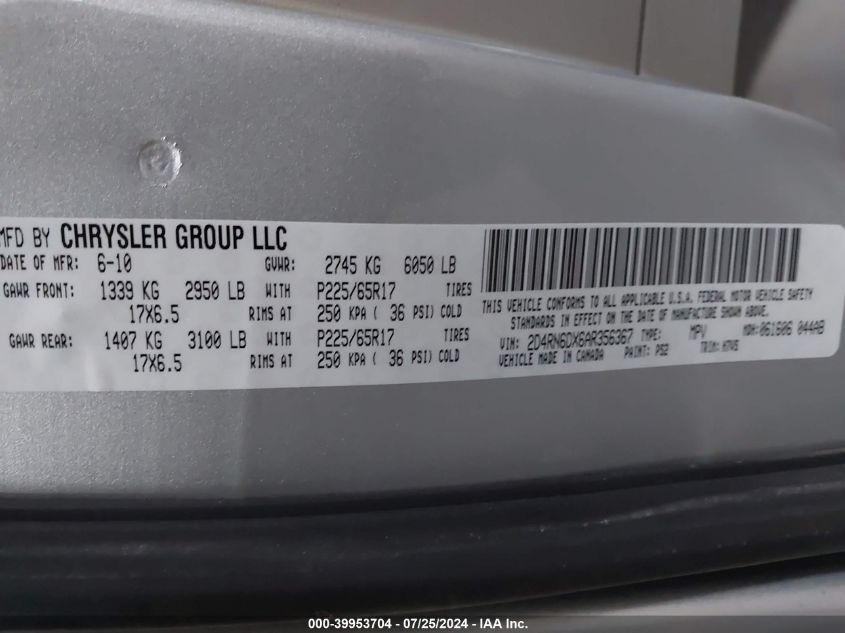 MFD BY CHRYSLER GROUP LLC
DATE OF MFR: 6-10 GVWR: 2745 KG 6050 LB
GAWR FRONT: 1339 KG 2950 LB WITH P225/65R17 TIRES
17X6.5 RIMS AT 250 KPA ( 36 PSI) COLD
GAWR REAR: 1407 KG 3100 LB WITH P225/65R17 TIRES
17X6.5 RIMS AT 250 KPA ( 36 PSI) COLD
THIS VEHICLE CONFORMS TO ALL APPLICABLE U.S.A. FEDERAL MOTOR VEHICLE SAFETY
STANDARDS IN EFFECT ON THE DATE OF MANUFACTURE SHOWN ABOVE.
VIN: 2D4RN6DX6AR356367 TYPE: MPV MDH:061606 044AB
VEHICLE MADE IN CANADA PAINT: PS2 TRIM:
000-39953704 - 07/25/2024 - IAA Inc.